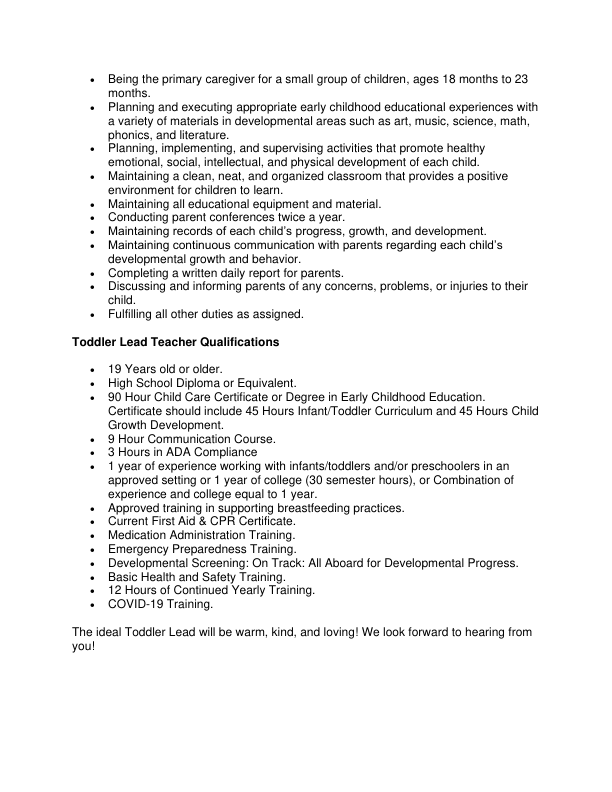 • Being the primary caregiver for a small group of children, ages 18 months to 23
months.
• Planning and executing appropriate early childhood educational experiences with
a variety of materials in developmental areas such as art, music, science, math,
phonics, and literature.
• Planning, implementing, and supervising activities that promote healthy
emotional, social, intellectual, and physical development of each child.
• Maintaining a clean, neat, and organized classroom that provides a positive
environment for children to learn.
• Maintaining all educational equipment and material.
• Conducting parent conferences twice a year.
• Maintaining records of each child’s progress, growth, and development.
• Maintaining continuous communication with parents regarding each child’s
developmental growth and behavior.
• Completing a written daily report for parents.
• Discussing and informing parents of any concerns, problems, or injuries to their
child.
• Fulfilling all other duties as assigned.
Toddler Lead Teacher Qualifications
• 19 Years old or older.
• High School Diploma or Equivalent.
• 90 Hour Child Care Certificate or Degree in Early Childhood Education.
Certificate should include 45 Hours Infant/Toddler Curriculum and 45 Hours Child
Growth Development.
• 9 Hour Communication Course.
• 3 Hours in ADA Compliance
• 1 year of experience working with infants/toddlers and/or preschoolers in an
approved setting or 1 year of college (30 semester hours), or Combination of
experience and college equal to 1 year.
• Approved training in supporting breastfeeding practices.
• Current First Aid & CPR Certificate.
• Medication Administration Training.
• Emergency Preparedness Training.
• Developmental Screening: On Track: All Aboard for Developmental Progress.
• Basic Health and Safety Training.
• 12 Hours of Continued Yearly Training.
• COVID-19 Training.
The ideal Toddler Lead will be warm, kind, and loving! We look forward to hearing from
you!